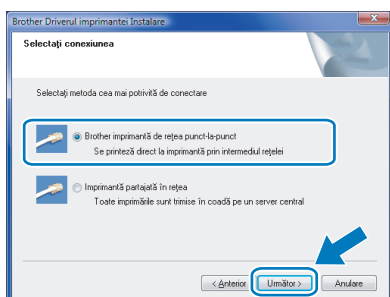 Brother Driverul imprimantei Instalare
Selectaţi conexiunea
Selectaţi metoda cea mai potrivită de conectare
Brother imprimantă de reţea punct-la-punct
Se printeză direct la imprimantă prin intermediul reţelei
Imprimantă partajată în reţea
Toate imprimările sunt trimise în coadă pe un server central
< Anterior Următor > Anulare